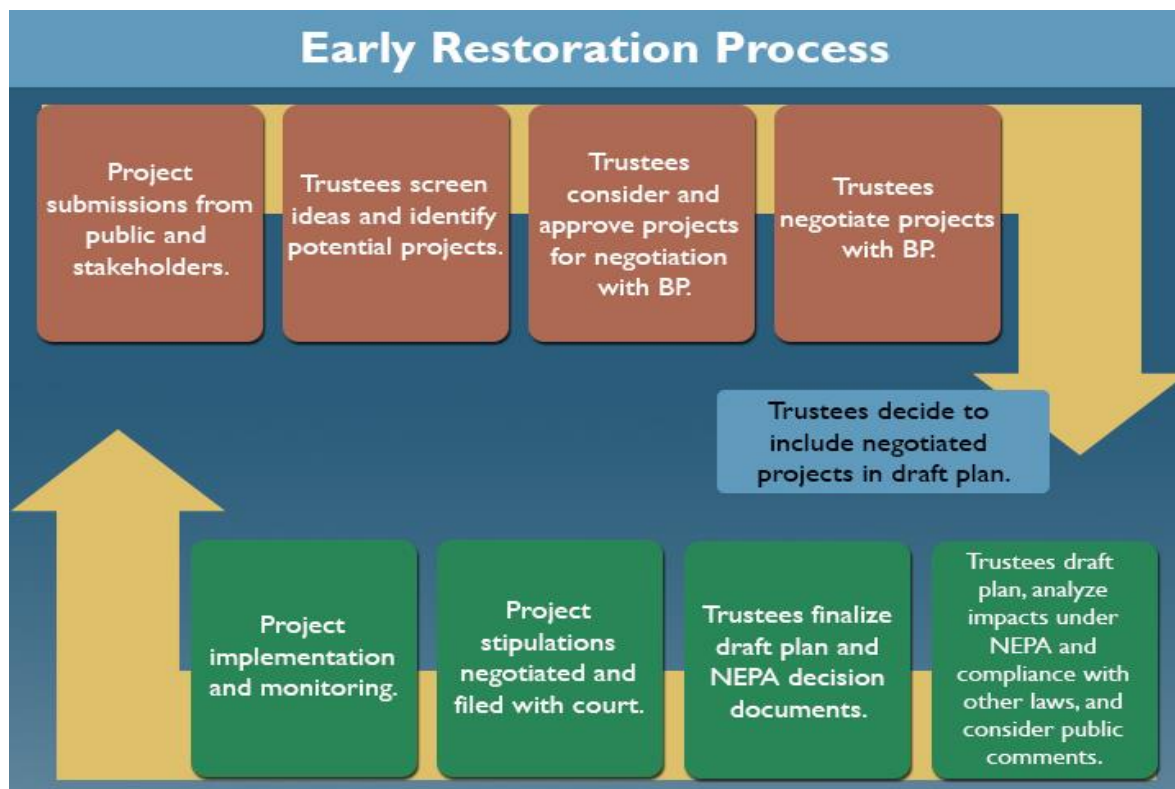 Early Restoration Process
Project
submissions from
public and
stakeholders.
Trustees screen
ideas and identify
potential projects.
Trustees
consider and
approve projects
for negotiation
with BP.
Trustees
negotiate projects
with BP.
Trustees decide to
include negotiated
projects in draft plan.
Trustees draft
plan, analyze
impacts under
NEPA and
compliance with
other laws, and
consider public
comments.
Trustees finalize
draft plan and
NEPA decision
documents.
Project
stipulations
negotiated and
filed with court.
Project
implementation
and monitoring.